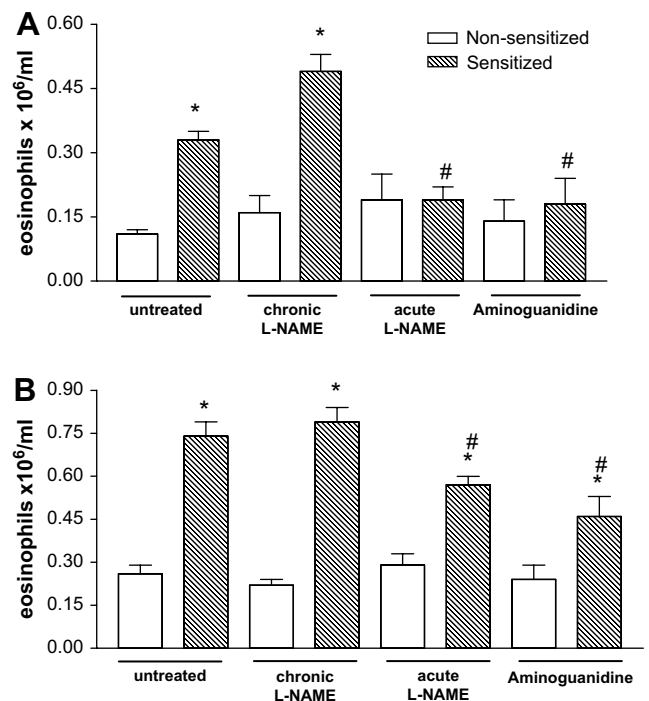 A
eosinophils x 10⁶/ml
0.60
0.45
0.30
0.15
0.00
Non-sensitized
Sensitized
*
*
#
#
untreated
chronic
L-NAME
acute
L-NAME
Aminoguanidine
B
eosinophils x10⁶/ml
0.90
0.75
0.60
0.45
0.30
0.15
0.00
*
*
#
*
#
*
untreated
chronic
L-NAME
acute
L-NAME
Aminoguanidine